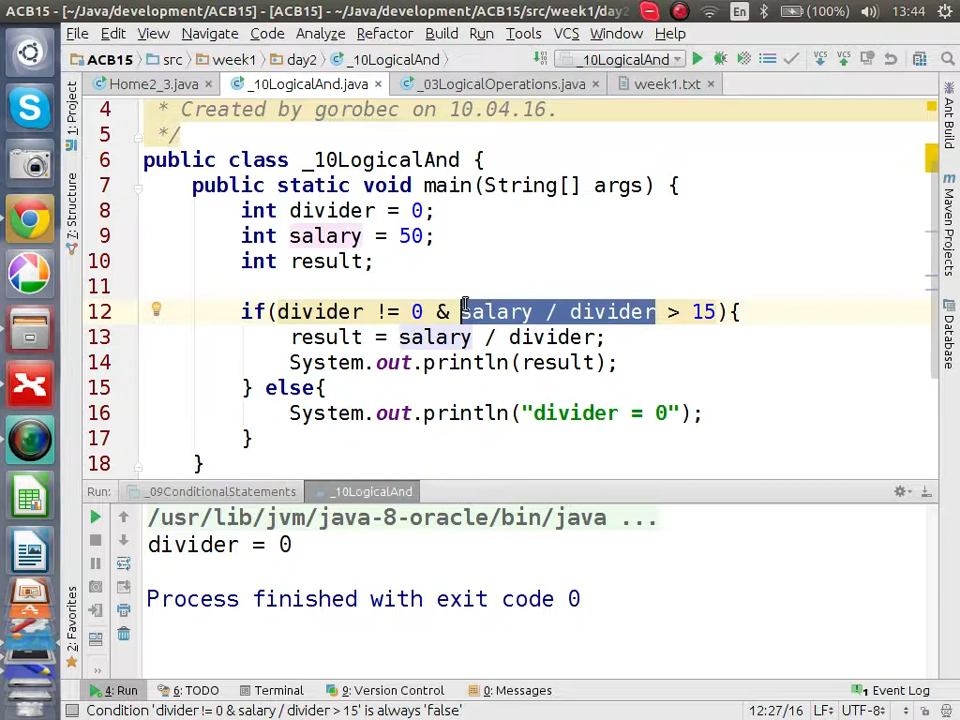 ACB15 - [~/Java/development/ACB15] - [ACB15] - ~/Java/development/ACB15/src/week1/day2
En (100%) 13:44
File Edit View Navigate Code Analyze Refactor Build Run Tools VCS Window Help
ACB15 src week1 day2 _10LogicalAnd _10LogicalAnd VCS VCS
Home2_3.java × _10LogicalAnd.java × _03LogicalOperations.java × week1.txt ×
1: Project
7: Structure
2: Favorites
4 * Created by gorobec on 10.04.16.
5 */
6 public class _10LogicalAnd {
7 public static void main(String[] args) {
8 int divider = 0;
9 int salary = 50;
10 int result;
11
12 if(divider != 0 & salary / divider > 15){
13 result = salary / divider;
14 System.out.println(result);
15 } else{
16 System.out.println("divider = 0");
17 }
18 }
Ant Build
Maven Projects
Database
Run: _09ConditionalStatements _10LogicalAnd
/usr/lib/jvm/java-8-oracle/bin/java ...
divider = 0
Process finished with exit code 0
4: Run 6: TODO Terminal 9: Version Control 0: Messages 1 Event Log
Condition 'divider != 0 & salary / divider > 15' is always 'false' 12:27/16 LF UTF-8